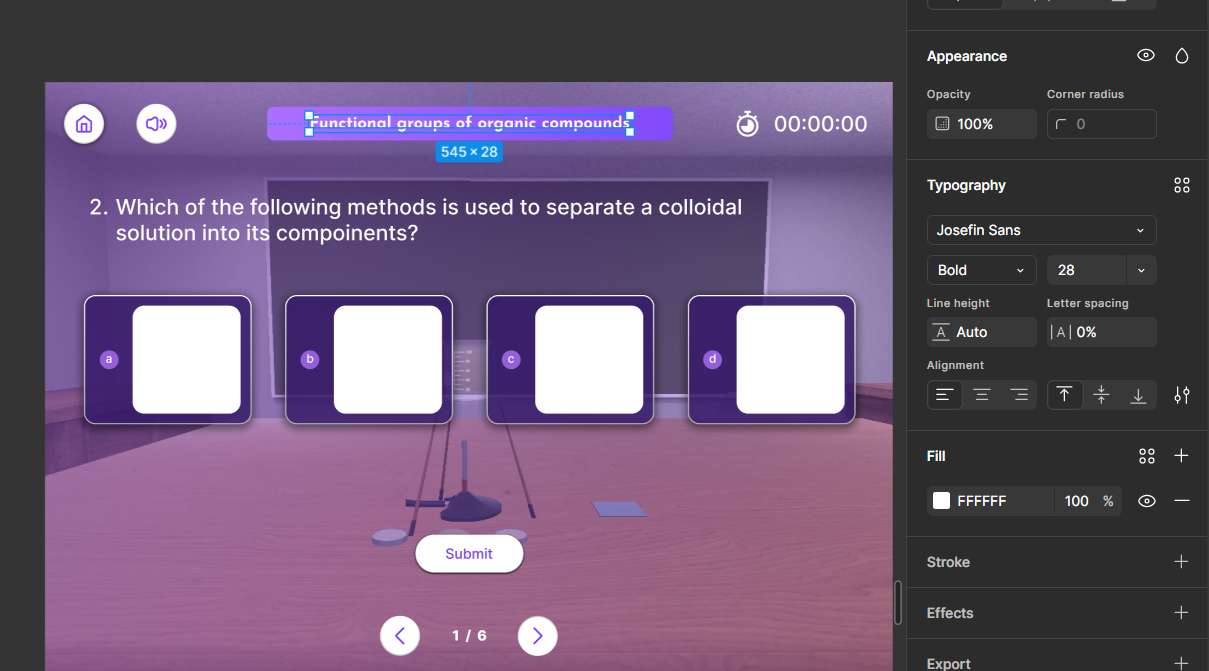 Appearance
Opacity
Corner radius
100%
0
Functional groups of organic compounds
00:00:00
545 × 28
Typography
2. Which of the following methods is used to separate a colloidal
solution into its compoinents?
Josefin Sans
Bold
28
Line height
Letter spacing
Auto
|A| 0%
a
b
c
d
Alignment
Fill
FFFFFF
100
%
Submit
Stroke
Effects
1 / 6
Export